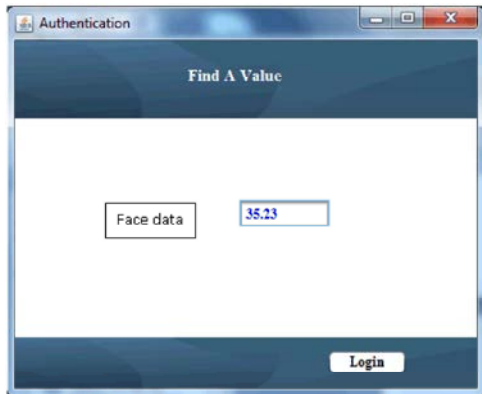 Authentication
Find A Value
Face data 35.23
Login